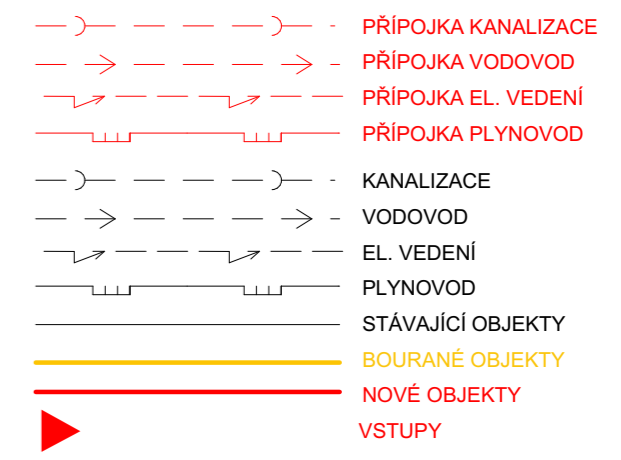 PŘÍPOJKA KANALIZACE
PŘÍPOJKA VODOVOD
PŘÍPOJKA EL. VEDENÍ
PŘÍPOJKA PLYNOVOD
KANALIZACE
VODOVOD
EL. VEDENÍ
PLYNOVOD
STÁVAJÍCÍ OBJEKTY
BOURANÉ OBJEKTY
NOVÉ OBJEKTY
VSTUPY